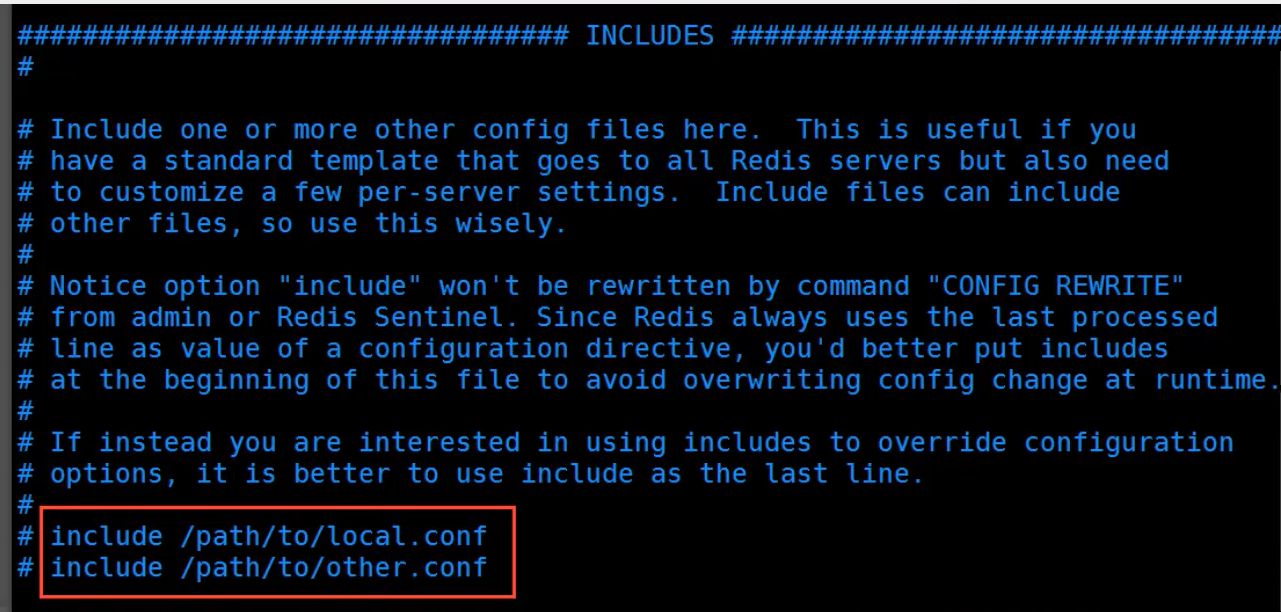 ################################## INCLUDES ##################################
#
# Include one or more other config files here.  This is useful if you
# have a standard template that goes to all Redis servers but also need
# to customize a few per-server settings.  Include files can include
# other files, so use this wisely.
#
# Notice option "include" won't be rewritten by command "CONFIG REWRITE"
# from admin or Redis Sentinel. Since Redis always uses the last processed
# line as value of a configuration directive, you'd better put includes
# at the beginning of this file to avoid overwriting config change at runtime.
#
# If instead you are interested in using includes to override configuration
# options, it is better to use include as the last line.
#
# include /path/to/local.conf
# include /path/to/other.conf